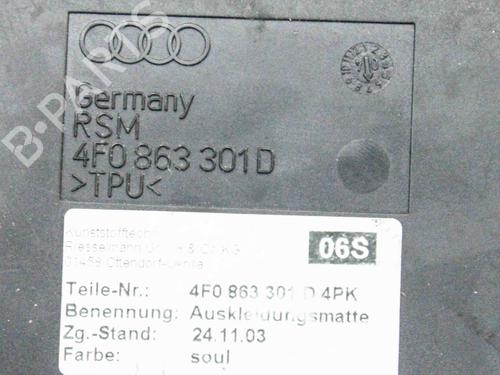 Germany
RSM
4F0 863 301 D
>TPU<
B-PARTS
Kunststofftechn
06S
Teile-Nr.: 4F0 863 301 D 4PK
Benennung: Auskleidungsmatte
Zg.-Stand: 24.11.03
Farbe: soul